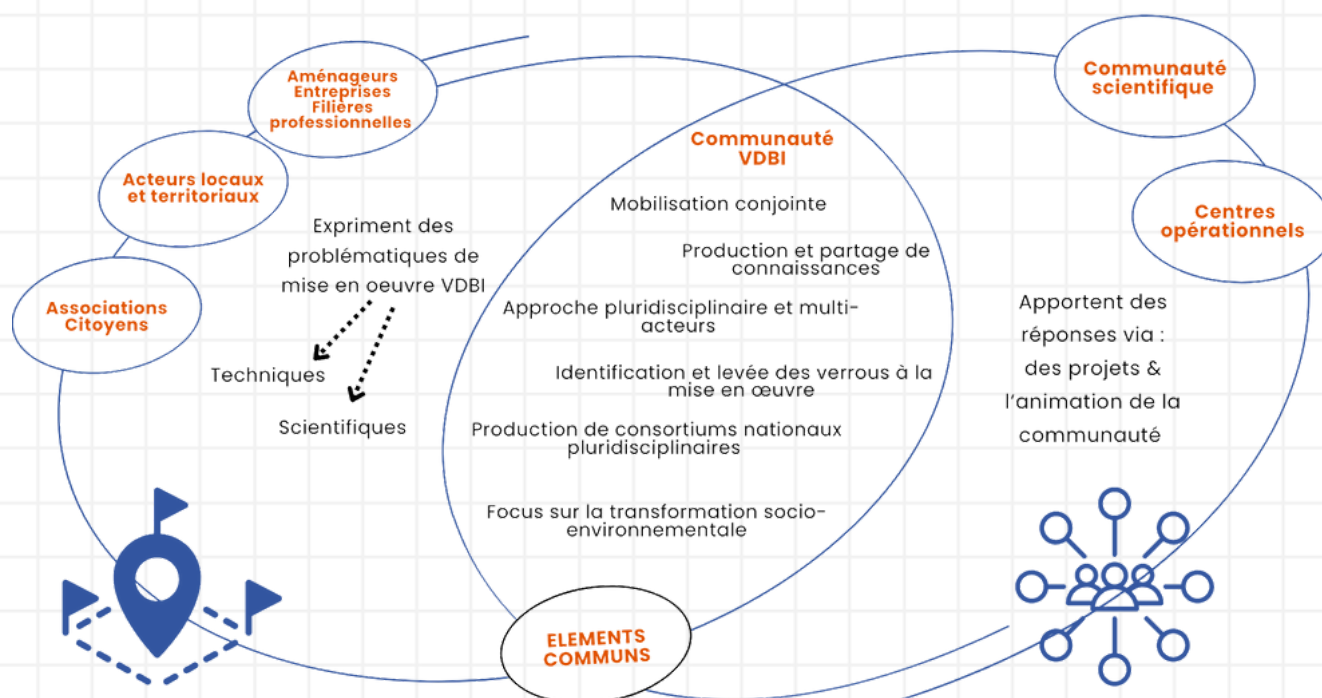 Aménageurs
Entreprises
Filières
professionnelles
Acteurs locaux
et territoriaux
Associations
Citoyens
Expriment des
problématiques de
mise en oeuvre VDBI
Techniques
Scientifiques
Communauté
VDBI
Mobilisation conjointe
Production et partage de
connaissances
Approche pluridisciplinaire et multi-
acteurs
Identification et levée des verrous à la
mise en œuvre
Production de consortiums nationaux
pluridisciplinaires
Focus sur la transformation socio-
environnementale
ELEMENTS
COMMUNS
Communauté
scientifique
Centres
opérationnels
Apportent des
réponses via :
des projets &
l'animation de la
communauté